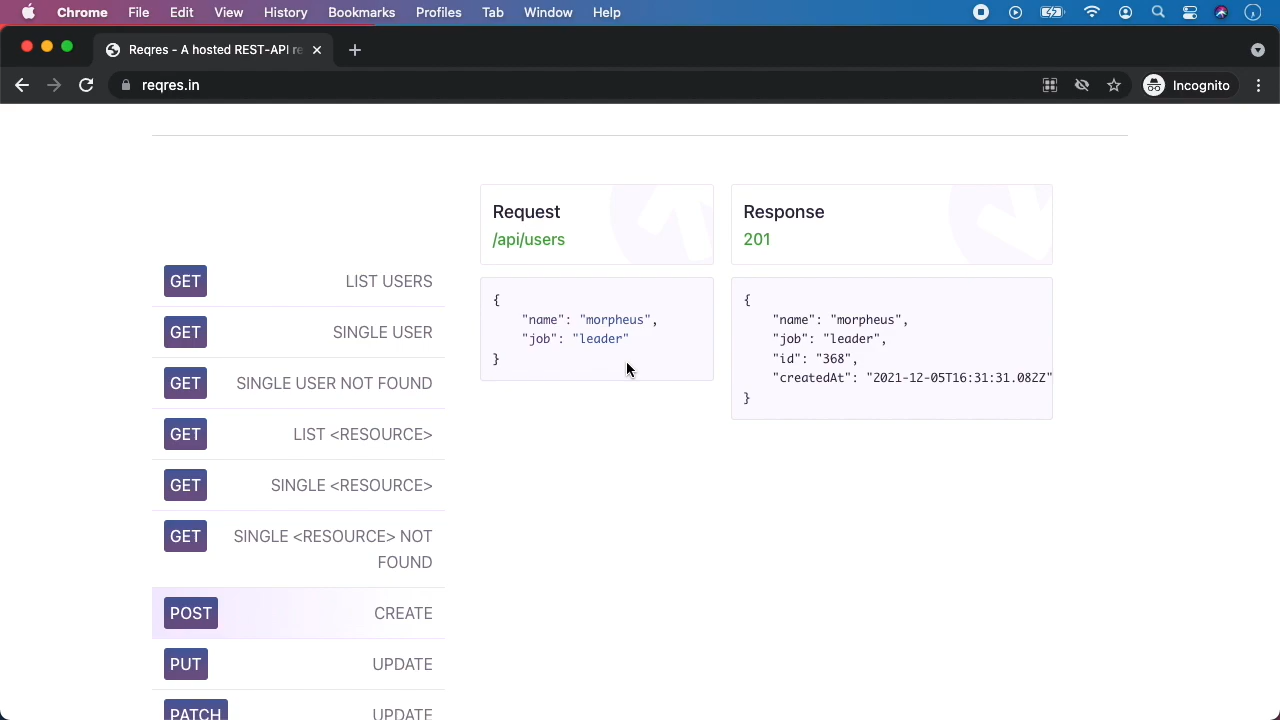 Chrome File Edit View History Bookmarks Profiles Tab Window Help
Reqres - A hosted REST-API re
reqres.in
Incognito
GET LIST USERS
GET SINGLE USER
GET SINGLE USER NOT FOUND
GET LIST <RESOURCE>
GET SINGLE <RESOURCE>
GET SINGLE <RESOURCE> NOT
FOUND
POST CREATE
PUT UPDATE
PATCH UPDATE
Request
/api/users
{
"name": "morpheus",
"job": "leader"
}
Response
201
{
"name": "morpheus",
"job": "leader",
"id": "368",
"createdAt": "2021-12-05T16:31:31.082Z"
}